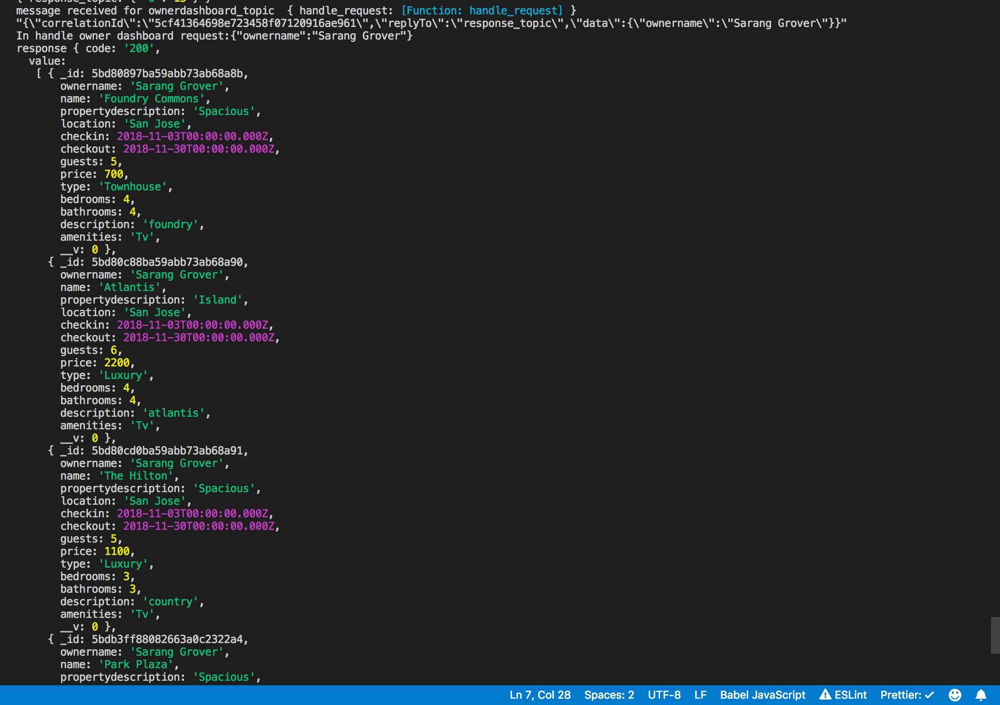 { response_topic: { '0': 13 } }
message received for ownerdashboard_topic  { handle_request: [Function: handle_request] }
"{\"correlationId\":\"5cf41364698e723458f07120916ae961\",\"replyTo\":\"response_topic\",\"data\":{\"ownername\":\"Sarang Grover\"}}"
In handle owner dashboard request:{"ownername":"Sarang Grover"}
response { code: '200',
  value:
   [ { _id: 5bd80897ba59abb73ab68a8b,
       ownername: 'Sarang Grover',
       name: 'Foundry Commons',
       propertydescription: 'Spacious',
       location: 'San Jose',
       checkin: 2018-11-03T00:00:00.000Z,
       checkout: 2018-11-30T00:00:00.000Z,
       guests: 5,
       price: 700,
       type: 'Townhouse',
       bedrooms: 4,
       bathrooms: 4,
       description: 'foundry',
       amenities: 'Tv',
       __v: 0 },
     { _id: 5bd80c88ba59abb73ab68a90,
       ownername: 'Sarang Grover',
       name: 'Atlantis',
       propertydescription: 'Island',
       location: 'San Jose',
       checkin: 2018-11-03T00:00:00.000Z,
       checkout: 2018-11-30T00:00:00.000Z,
       guests: 6,
       price: 2200,
       type: 'Luxury',
       bedrooms: 4,
       bathrooms: 4,
       description: 'atlantis',
       amenities: 'Tv',
       __v: 0 },
     { _id: 5bd80cd0ba59abb73ab68a91,
       ownername: 'Sarang Grover',
       name: 'The Hilton',
       propertydescription: 'Spacious',
       location: 'San Jose',
       checkin: 2018-11-03T00:00:00.000Z,
       checkout: 2018-11-30T00:00:00.000Z,
       guests: 5,
       price: 1100,
       type: 'Luxury',
       bedrooms: 3,
       bathrooms: 3,
       description: 'country',
       amenities: 'Tv',
       __v: 0 },
     { _id: 5bdb3ff88082663a0c2322a4,
       ownername: 'Sarang Grover',
       name: 'Park Plaza',
       propertydescription: 'Spacious',
Ln 7, Col 28 Spaces: 2 UTF-8 LF Babel JavaScript ESLint Prettier: ✓